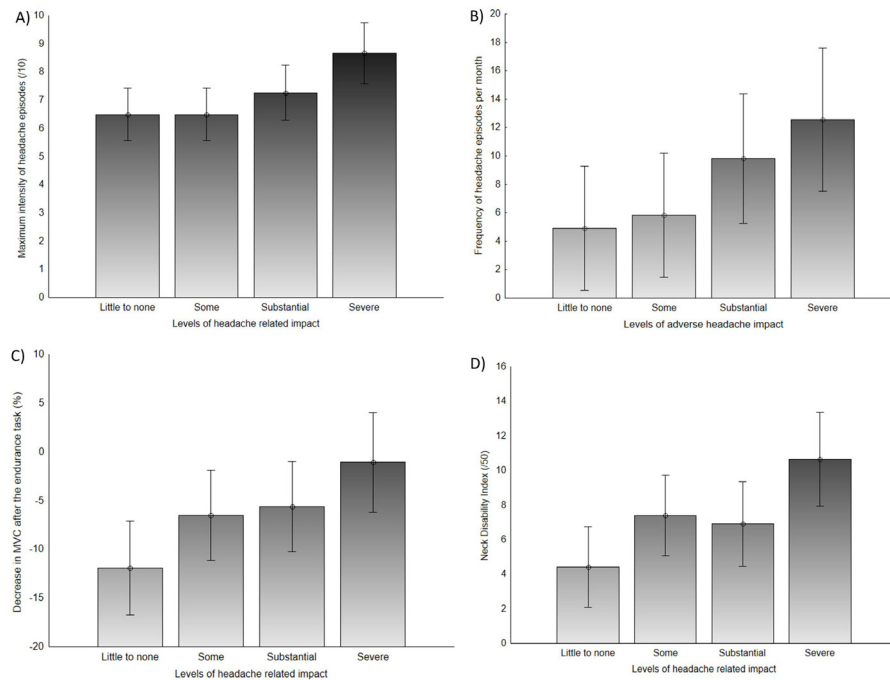 A)
Maximum intensity of headache episodes (/10)
10
9
8
7
6
5
4
3
2
1
0
Little to none Some Substantial Severe
Levels of headache related impact
B)
Frequency of headache episodes per month
20
18
16
14
12
10
8
6
4
2
0
Little to none Some Substantial Severe
Levels of adverse headache impact
C)
Decrease in MVC after the endurance task (%)
10
5
0
-5
-10
-15
-20
Little to none Some Substantial Severe
Levels of headache related impact
D)
Neck Disability Index (/50)
16
14
12
10
8
6
4
2
0
Little to none Some Substantial Severe
Levels of headache related impact